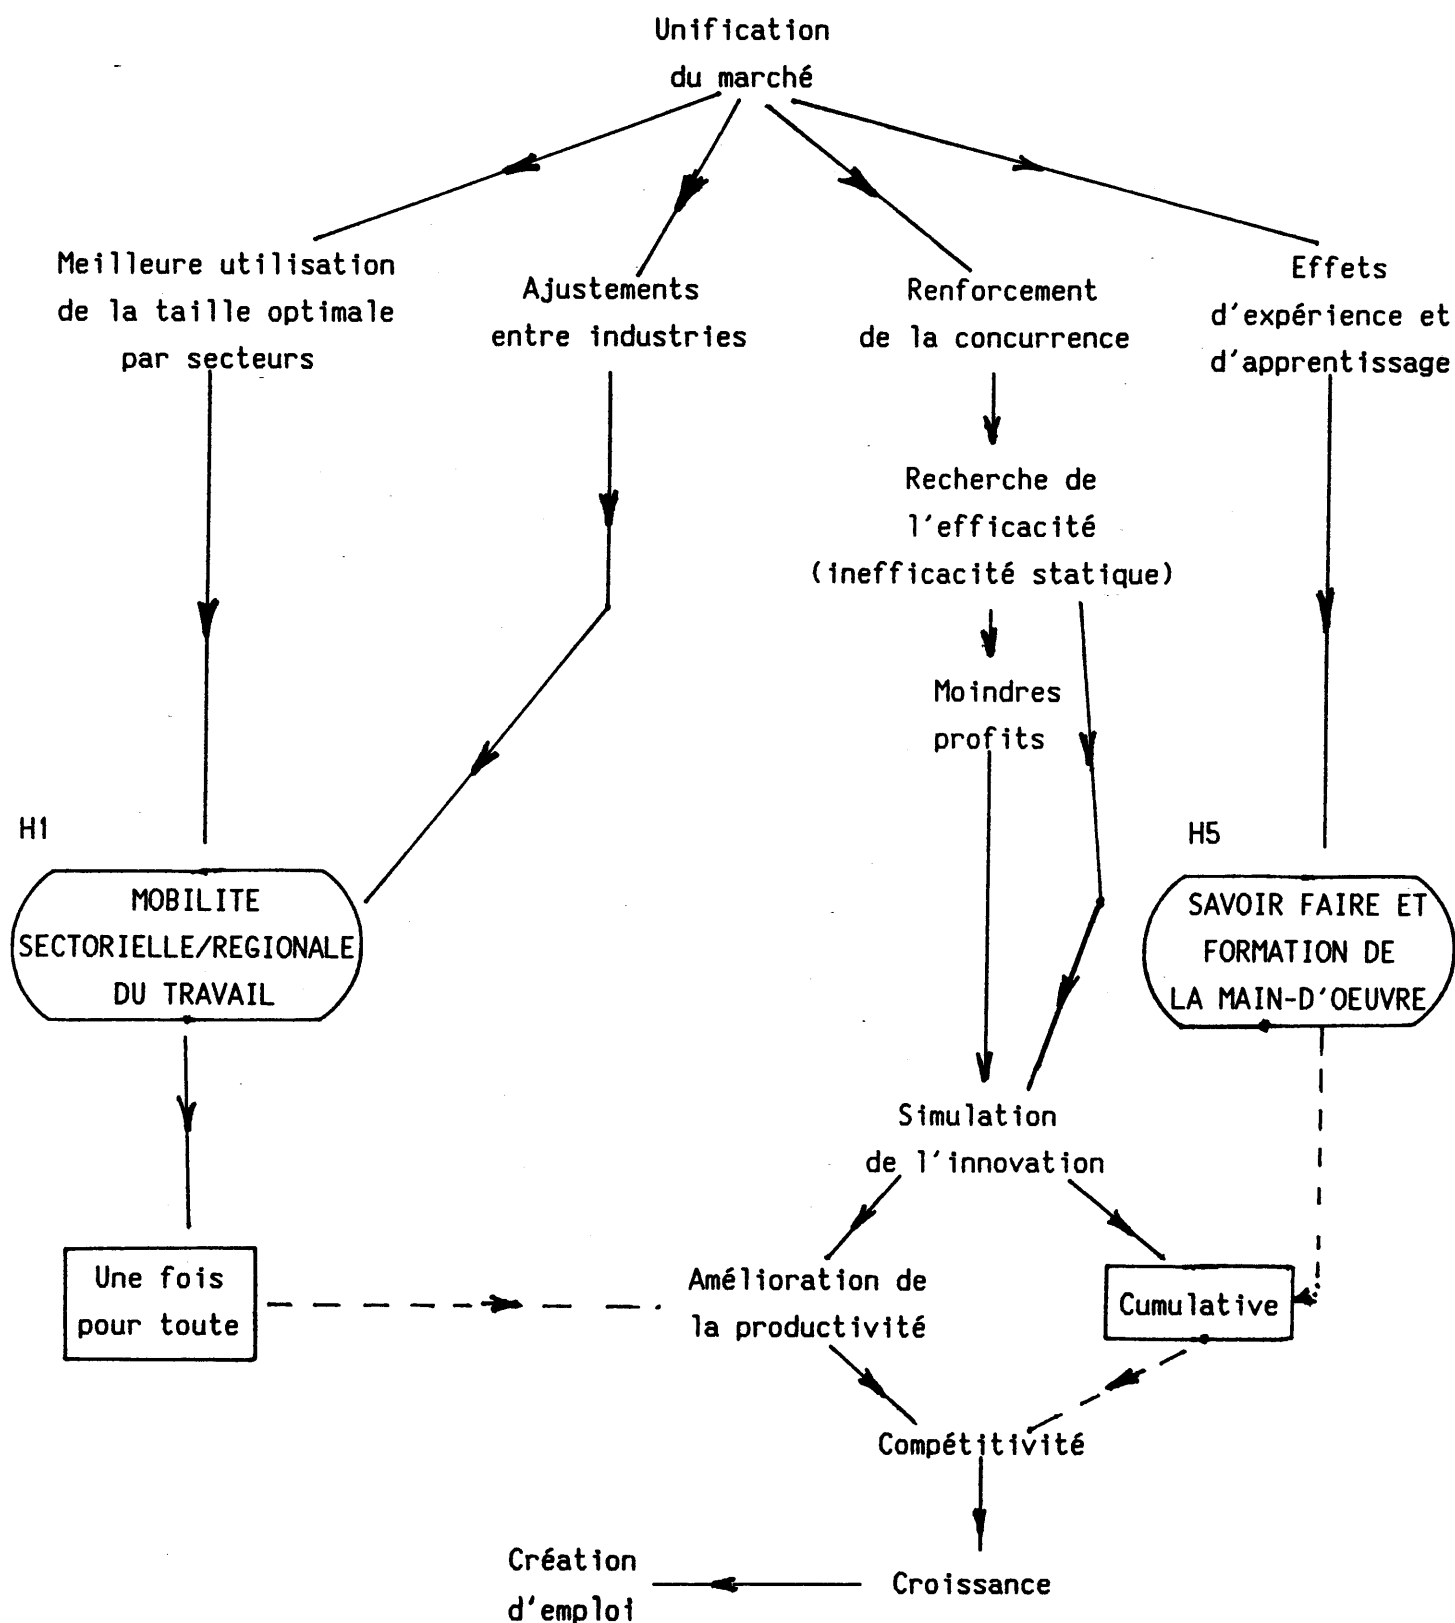 Unification
du marché
Meilleure utilisation
de la taille optimale
par secteurs
Ajustements
entre industries
Renforcement
de la concurrence
Effets
d'expérience et
d'apprentissage
Recherche de
l'efficacité
(inefficacité statique)
Moindres
profits
H1
MOBILITE
SECTORIELLE/REGIONALE
DU TRAVAIL
H5
SAVOIR FAIRE ET
FORMATION DE
LA MAIN-D'OEUVRE
Simulation
de l'innovation
Une fois
pour toute
Amélioration de
la productivité
Cumulative
Compétitivité
Création
d'emploi
Croissance